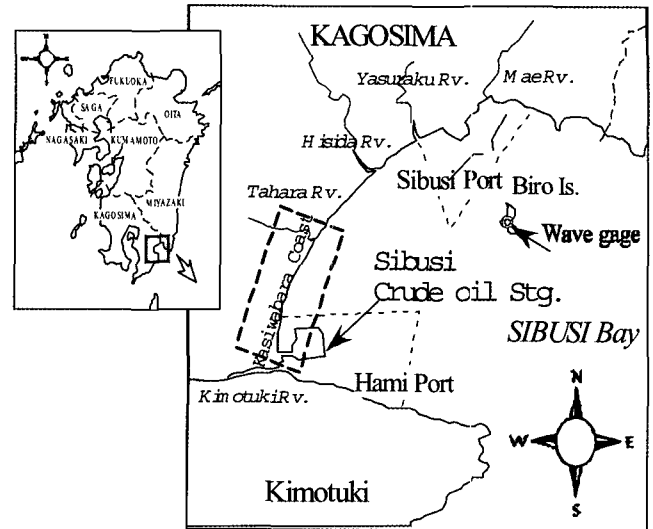 N
FUKUOKA
SAGA
OITA
NAGASAKI
KUMAMOTO
MIYAZAKI
KAGOSIMA
KAGOSIMA
Yasuraku Rv.
Mae Rv.
Hisida Rv.
Sibusi Port
Biro Is.
Tahara Rv.
Wave gage
Kasiwabara Coast
Sibusi
Crude oil Stg.
SIBUSI Bay
Hami Port
Kimotuki Rv.
Kimotuki
N
W
E
S